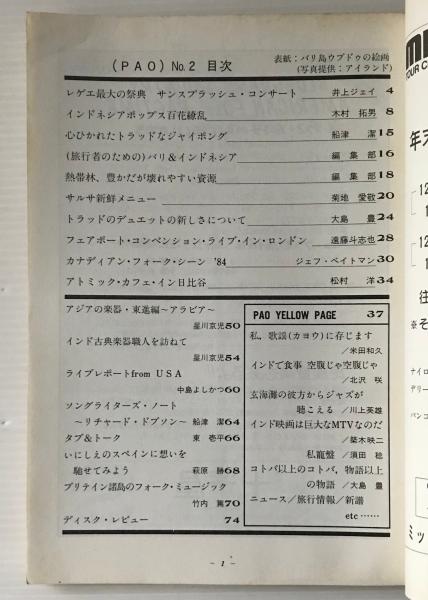 (PAO) No.2 目次
表紙：バリ島ウブドゥの絵画
(写真提供：アイランド)
レゲエ最大の祭典 サンスプラッシュ・コンサート 井上ジェイ 4
インドネシアポップス百花繚乱 木村拓男 8
心ひかれたトラッドなジャイポング 船津潔 15
(旅行者のための)バリ&インドネシア 編集部 16
熱帯林、豊かだが壊れやすい資源 編集部 18
サルサ新鮮メニュー 菊地愛敬 20
トラッドのデュエットの新しさについて 大島豊 24
フェアポート・コンベンション・ライブ・イン・ロンドン 遠藤斗志也 28
カナディアン・フォーク・シーン '84 ジェフ・ベイトマン 30
アトミック・カフェ・イン日比谷 松村洋 34
アジアの楽器・東進編〜アラビア〜
星川京児 50
インド古典楽器職人を訪ねて
星川京児 54
ライブレポート from USA
中島よしかつ 60
ソングライターズ・ノート
〜リチャード・ドブソン〜 船津潔 64
タブ&トーク 東壱平 66
いにしえのスペインに想いを
馳せてみよう 萩原勝 68
ブリテイン諸島のフォーク・ミュージック
竹内篤 70
ディスク・レビュー 74
PAO YELLOW PAGE 37
私、歌謡(カヨウ)に存じます
／米田和久
インドで食事 空腹じゃ空腹じゃ
／北沢咲
玄海灘の彼方からジャズが
聴こえる／川上英雄
インド映画は巨大なMTVなのだ
／榮木映二
私寵盤／須田稔
コトバ以上のコトバ，物語以上
の物語／大島豊
ニュース／旅行情報／新譜
etc……
-1-
TOUR C
年末
12
1
12
1
往
※そ
ナイロ
デリー
バンコ
ミッ